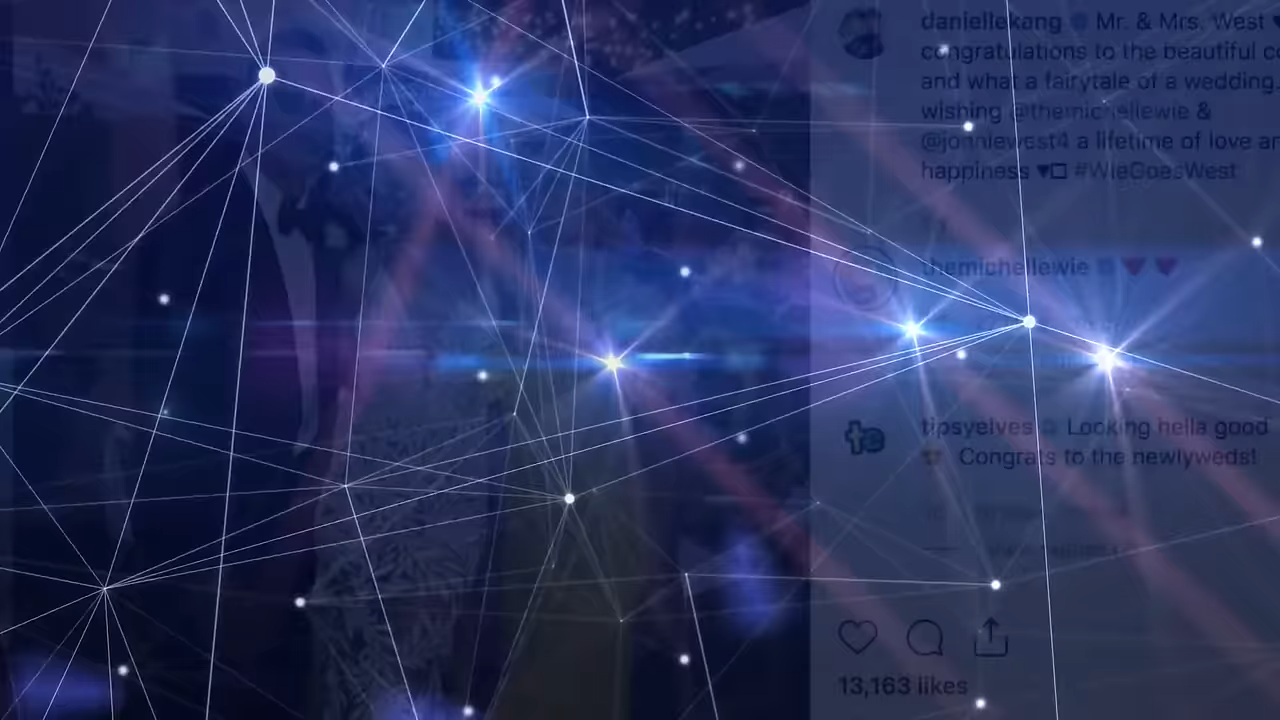 daniellekang Mr. & Mrs. West
congratulations to the beautiful
and what a fairytale of a wedding.
wishing @themichellewie &
@jonniewest4 a lifetime of love
happiness ▼□ #WieGoesWest
themichellewie
tipsyelves Looking hella good
Congrats to the newlyweds!
13,163 likes